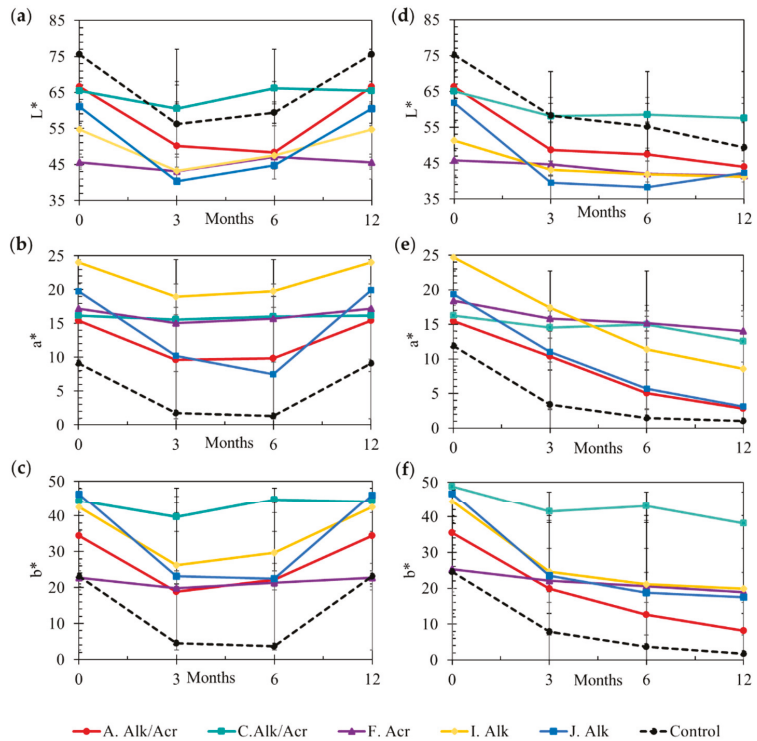 (a)
85
75
65
55
45
35
L*
0 3 6 12
Months
(d)
85
75
65
55
45
35
L*
0 3 6 12
Months
(b)
25
20
15
10
5
0
a*
0 3 6 12
Months
(e)
25
20
15
10
5
0
a*
0 3 6 12
Months
(c)
50
40
30
20
10
0
b*
0 3 6 12
Months
(f)
50
40
30
20
10
0
b*
0 3 6 12
Months
A. Alk/Acr C.Alk/Acr F. Acr I. Alk J. Alk Control